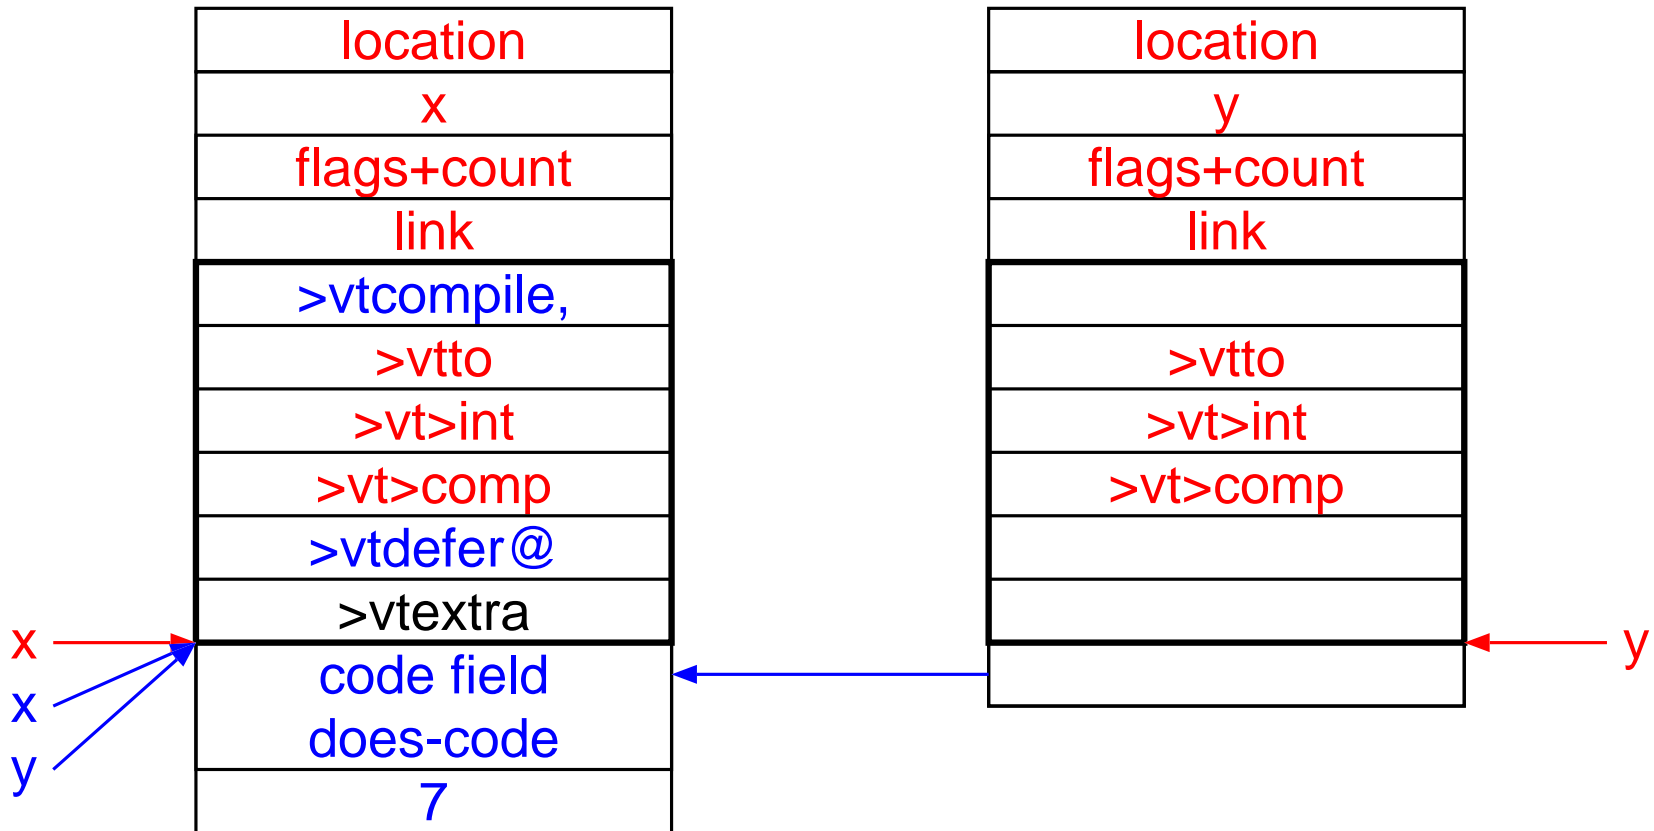 location
x
flags+count
link
>vtcompile,
>vtto
>vt>int
>vt>comp
>vtdefer@
>vtextra
code field
does-code
7
x
x
y
location
y
flags+count
link
>vtto
>vt>int
>vt>comp
y